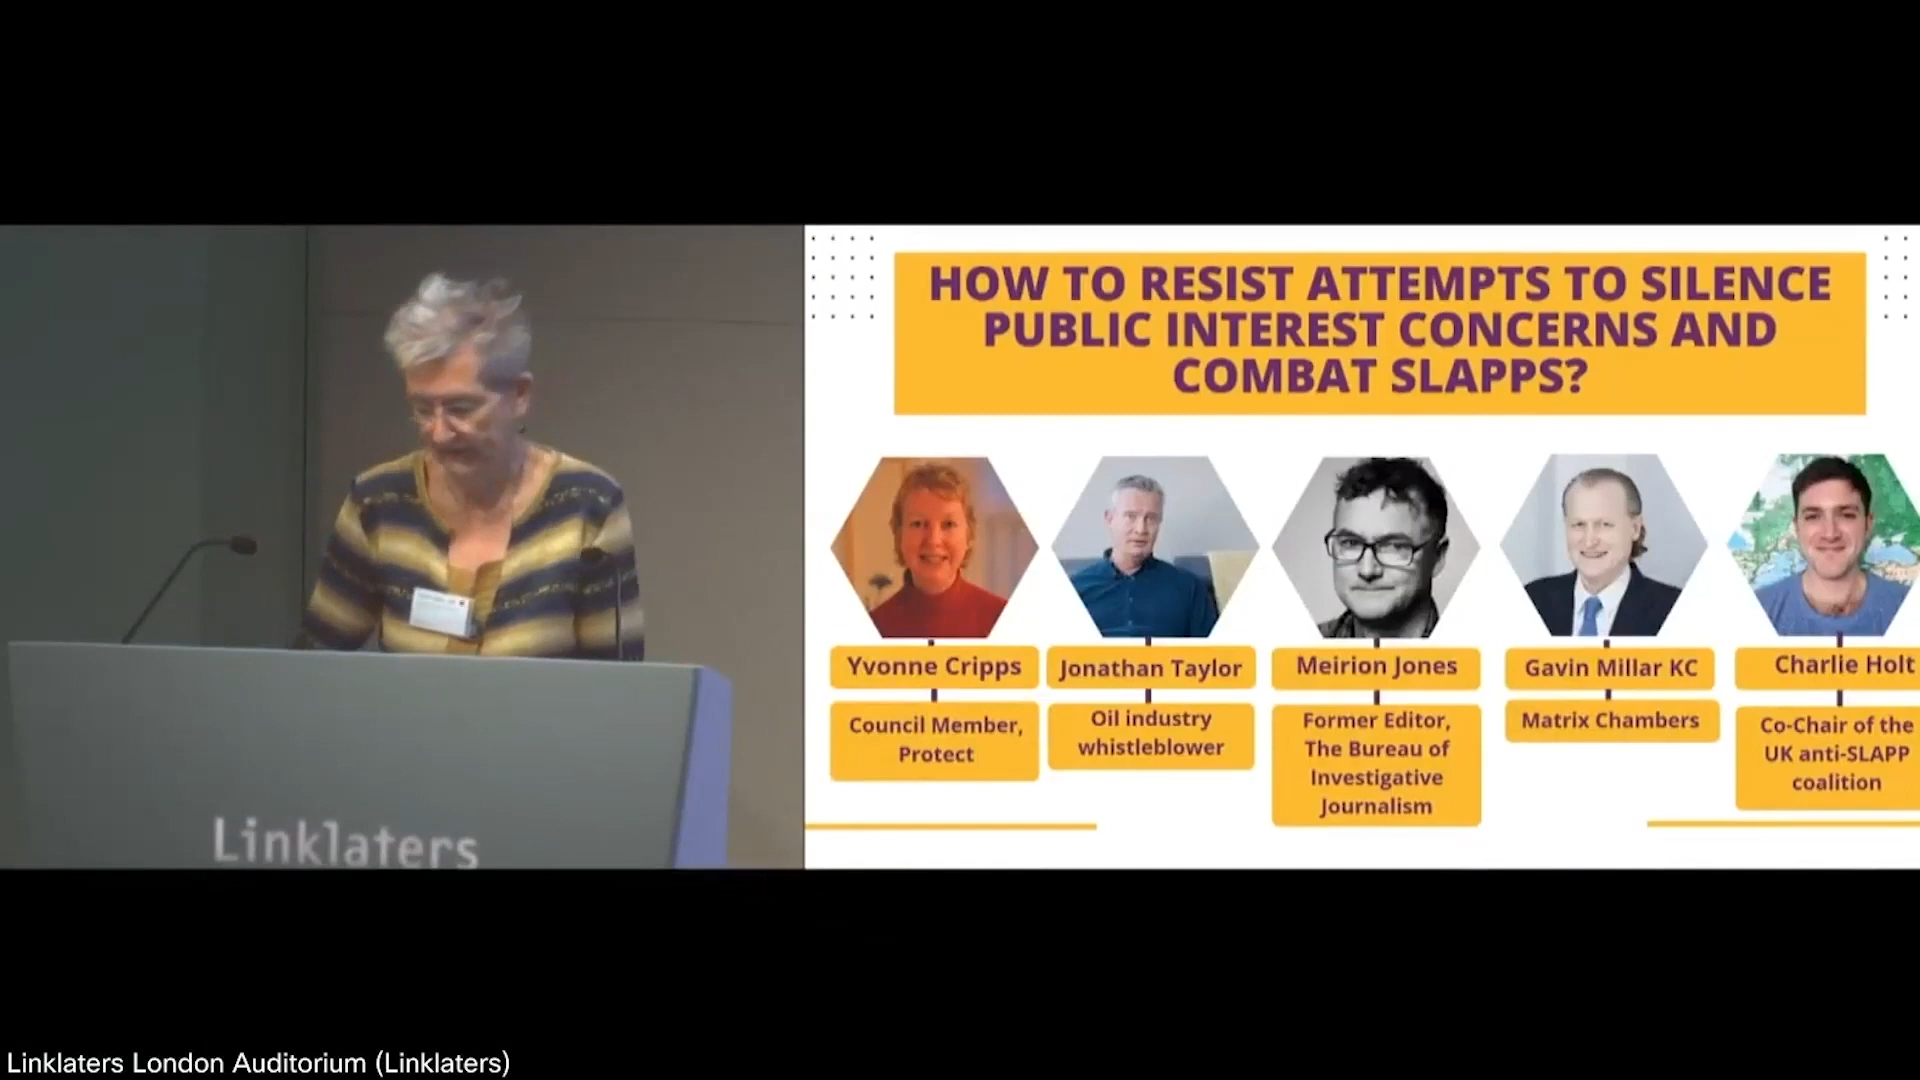 HOW TO RESIST ATTEMPTS TO SILENCE
PUBLIC INTEREST CONCERNS AND
COMBAT SLAPPS?
Yvonne Cripps
Council Member,
Protect
Jonathan Taylor
Oil industry
whistleblower
Meirion Jones
Former Editor,
The Bureau of
Investigative
Journalism
Gavin Millar KC
Matrix Chambers
Charlie Holt
Co-Chair of the
UK anti-SLAPP
coalition
Linklaters
Linklaters London Auditorium (Linklaters)